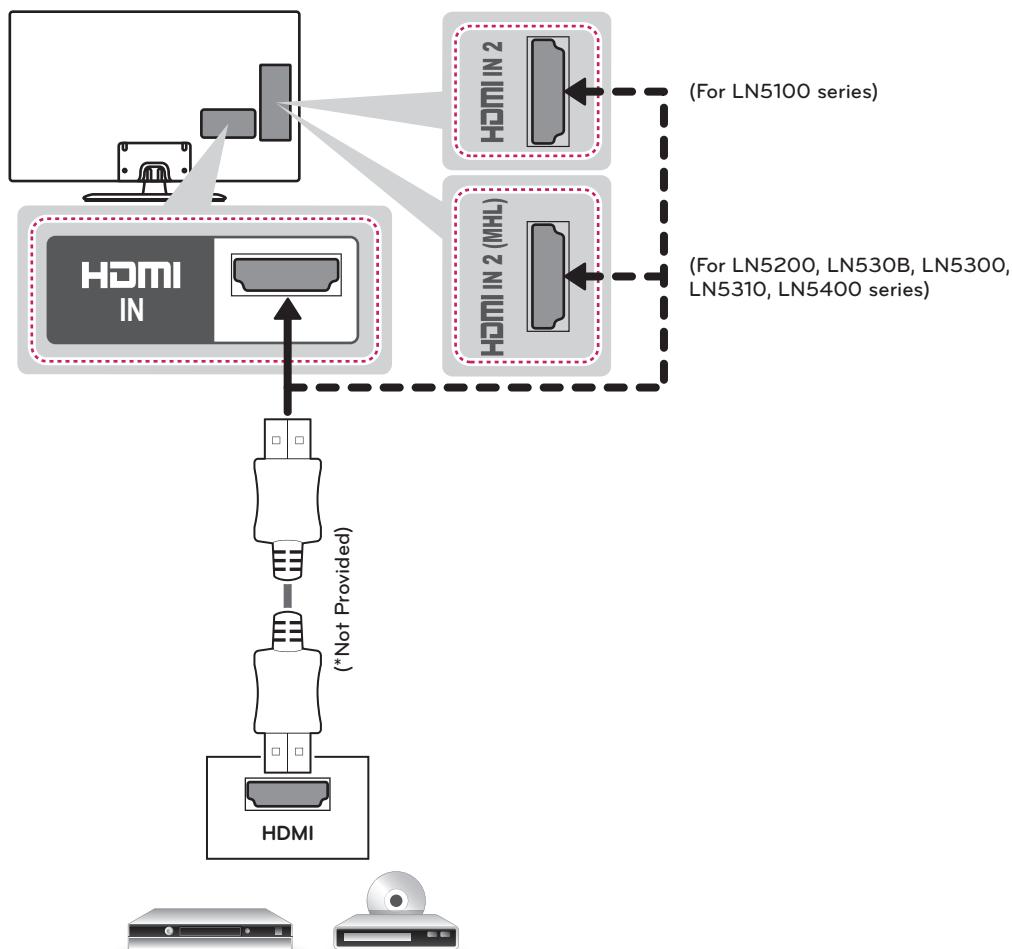 HDMI IN 2
(For LN5100 series)
HDMI IN 2 (MHL)
(For LN5200, LN530B, LN5300,
LN5310, LN5400 series)
HDMI
IN
(*Not Provided)
HDMI